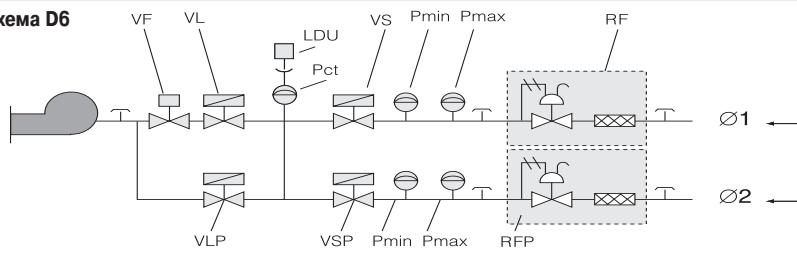 хема D6
VF VL VS Pmin Pmax RF
LDU
Pct
Ø1
Ø2
VLP VSP Pmin Pmax RFP